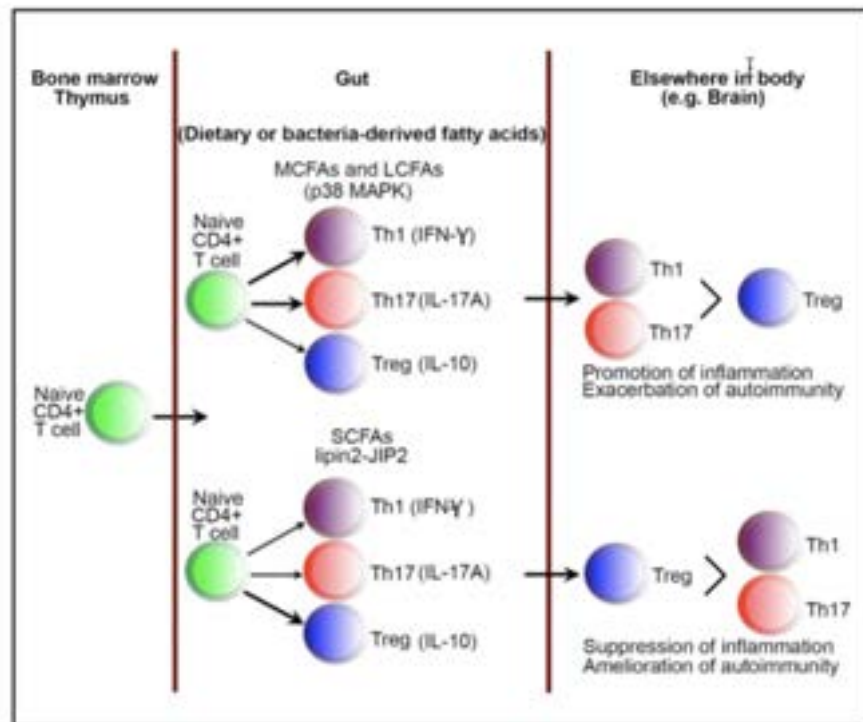 Bone marrow
Thymus
Gut
(Dietary or bacteria-derived fatty acids)
Elsewhere in body
(e.g. Brain)
MCFAs and LCFAs
(p38 MAPK)
Naive
CD4+
T cell
Th1 (IFN-γ)
Th17 (IL-17A)
Treg (IL-10)
Th1
Th17
>
Treg
Promotion of inflammation
Exacerbation of autoimmunity
Naive
CD4+
T cell
SCFAs
lipin2-JIP2
Naive
CD4+
T cell
Th1 (IFN-γ)
Th17 (IL-17A)
Treg (IL-10)
Treg
>
Th1
Th17
Suppression of inflammation
Amelioration of autoimmunity